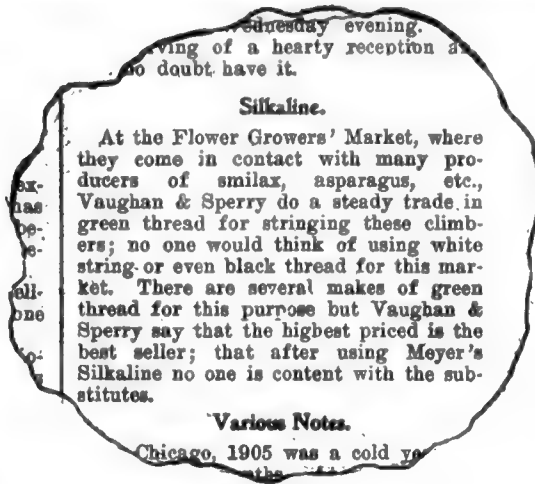 Wednesday evening.
of a hearty reception
no doubt have it.
Silkaline.
At the Flower Growers' Market, where
they come in contact with many pro-
ducers of smilax, asparagus, etc.,
Vaughan & Sperry do a steady trade in
green thread for stringing these climb-
ers; no one would think of using white
string or even black thread for this mar-
ket. There are several makes of green
thread for this purpose but Vaughan &
Sperry say that the highest priced is the
best seller; that after using Meyer's
Silkaline no one is content with the sub-
stitutes.
Various Notes.
Chicago, 1905 was a cold
ex-
has
be-
one